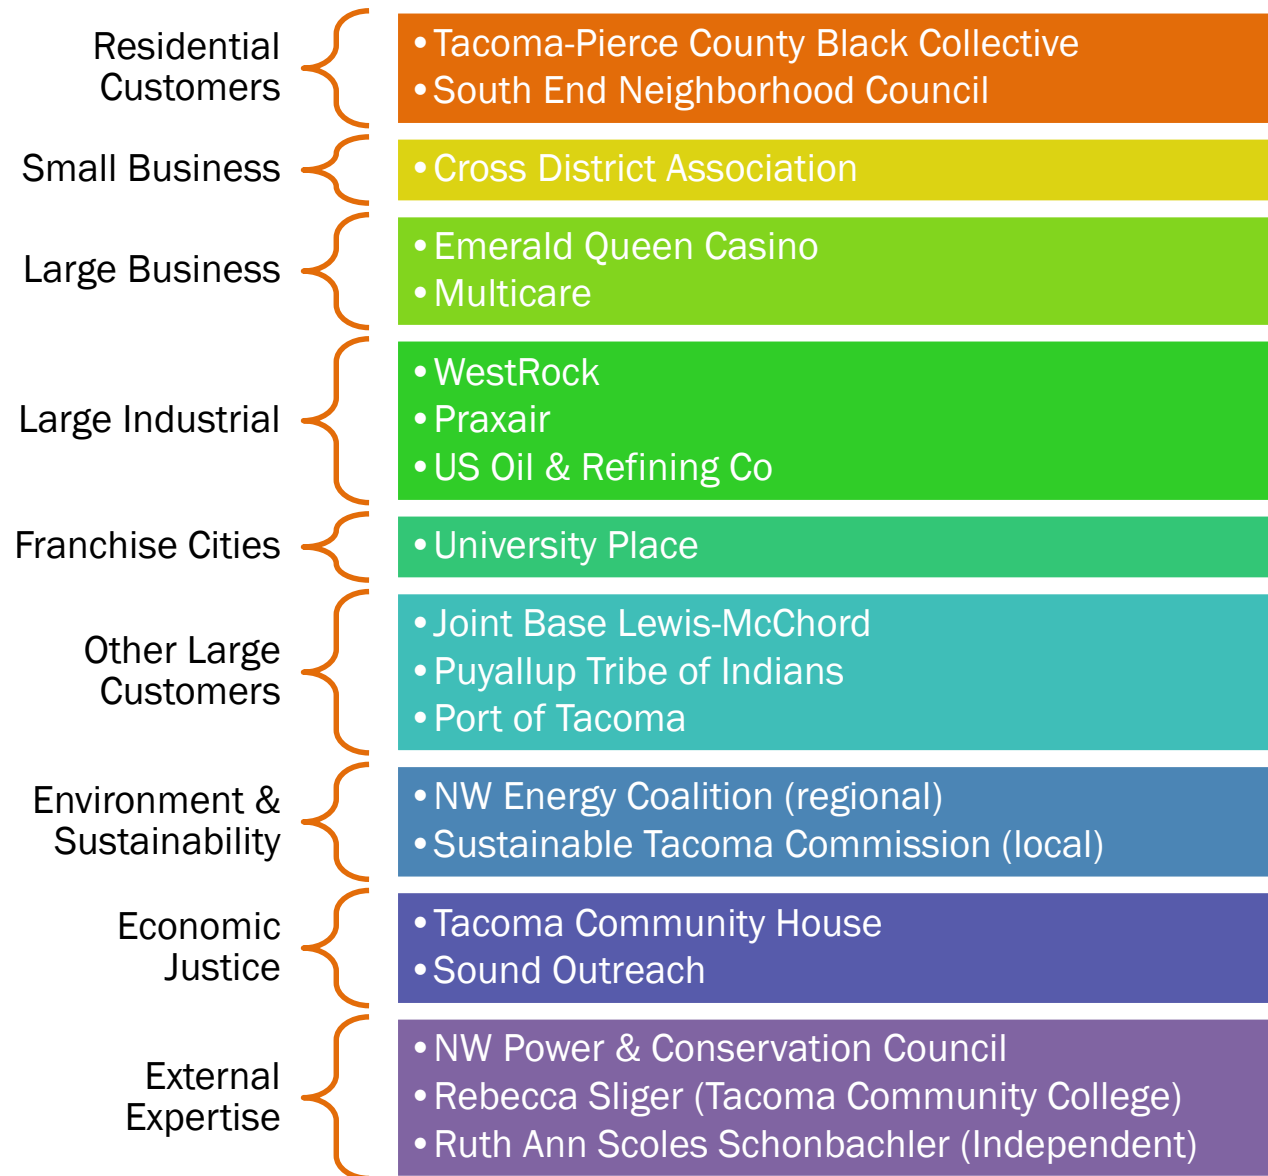 Residential
Customers
• Tacoma-Pierce County Black Collective
• South End Neighborhood Council
Small Business
• Cross District Association
Large Business
• Emerald Queen Casino
• Multicare
Large Industrial
• WestRock
• Praxair
• US Oil & Refining Co
Franchise Cities
• University Place
Other Large
Customers
• Joint Base Lewis-McChord
• Puyallup Tribe of Indians
• Port of Tacoma
Environment &
Sustainability
• NW Energy Coalition (regional)
• Sustainable Tacoma Commission (local)
Economic
Justice
• Tacoma Community House
• Sound Outreach
External
Expertise
• NW Power & Conservation Council
• Rebecca Sliger (Tacoma Community College)
• Ruth Ann Scoles Schonbachler (Independent)